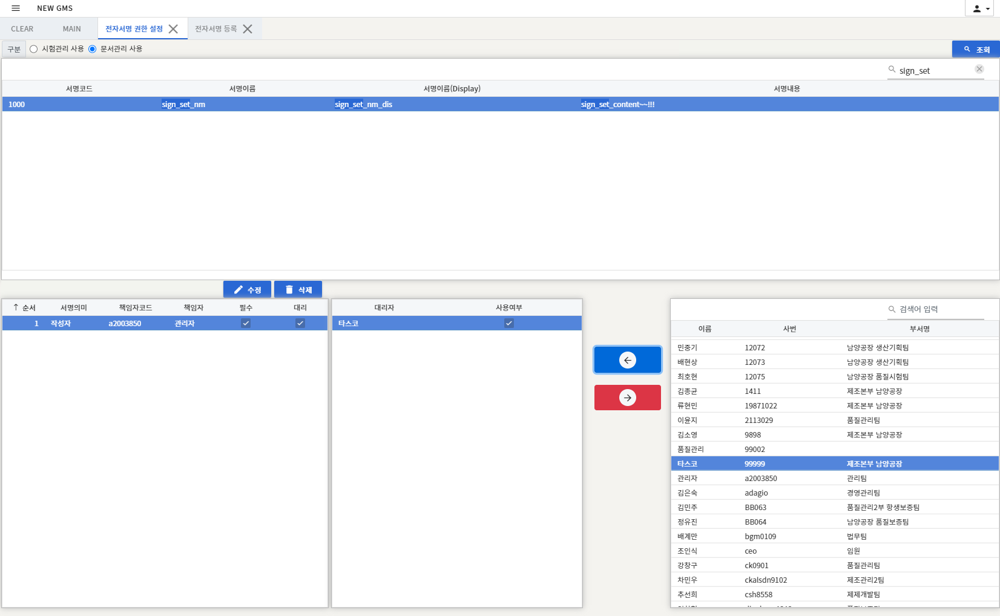 NEW GMS
CLEAR MAIN 전자서명 권한 설정 전자서명 등록
구분 시험관리 사용 문서관리 사용 조회
sign_set
서명코드 서명이름 서명이름(Display) 서명내용
1000 sign_set_nm sign_set_nm_dis sign_set_content~~!!!
수정 삭제
순서 서명의미 책임자코드 책임자 필수 대리
1 작성자 a2003850 관리자
대리자 사용여부
타스코
검색어 입력
이름 사번 부서명
민중기 12072 남양공장 생산기획팀
배현상 12073 남양공장 생산기획팀
최호현 12075 남양공장 품질시험팀
김종균 1411 제조본부 남양공장
류현민 19871022 제조본부 남양공장
이윤지 2113029 품질관리팀
김소영 9898 제조본부 남양공장
품질관리 99002
타스코 99999 제조본부 남양공장
관리자 a2003850 관리팀
김은숙 adagio 경영관리팀
김민주 BB063 품질관리2부 항생보증팀
정유진 BB064 남양공장 품질보증팀
배계만 bgm0109 법무팀
조인식 ceo 임원
강창구 ck0901 품질관리팀
차민우 ckalsdn9102 제조관리2팀
추선희 csh8558 제제개발팀